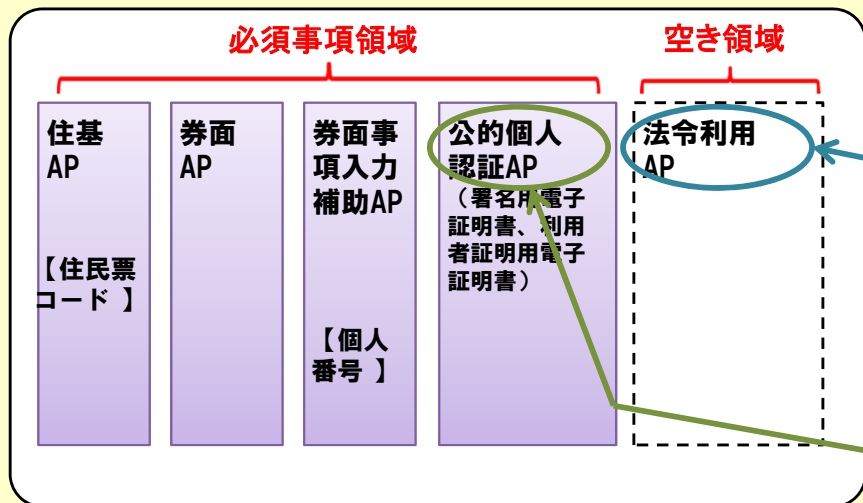 必須事項領域
空き領域
住基
AP
【住民票
コード 】
券面
AP
券面事
項入力
補助AP
【個人
番号 】
公的個人
認証AP
（署名用電子
証明書、利用
者証明用電子
証明書）
法令利用
AP